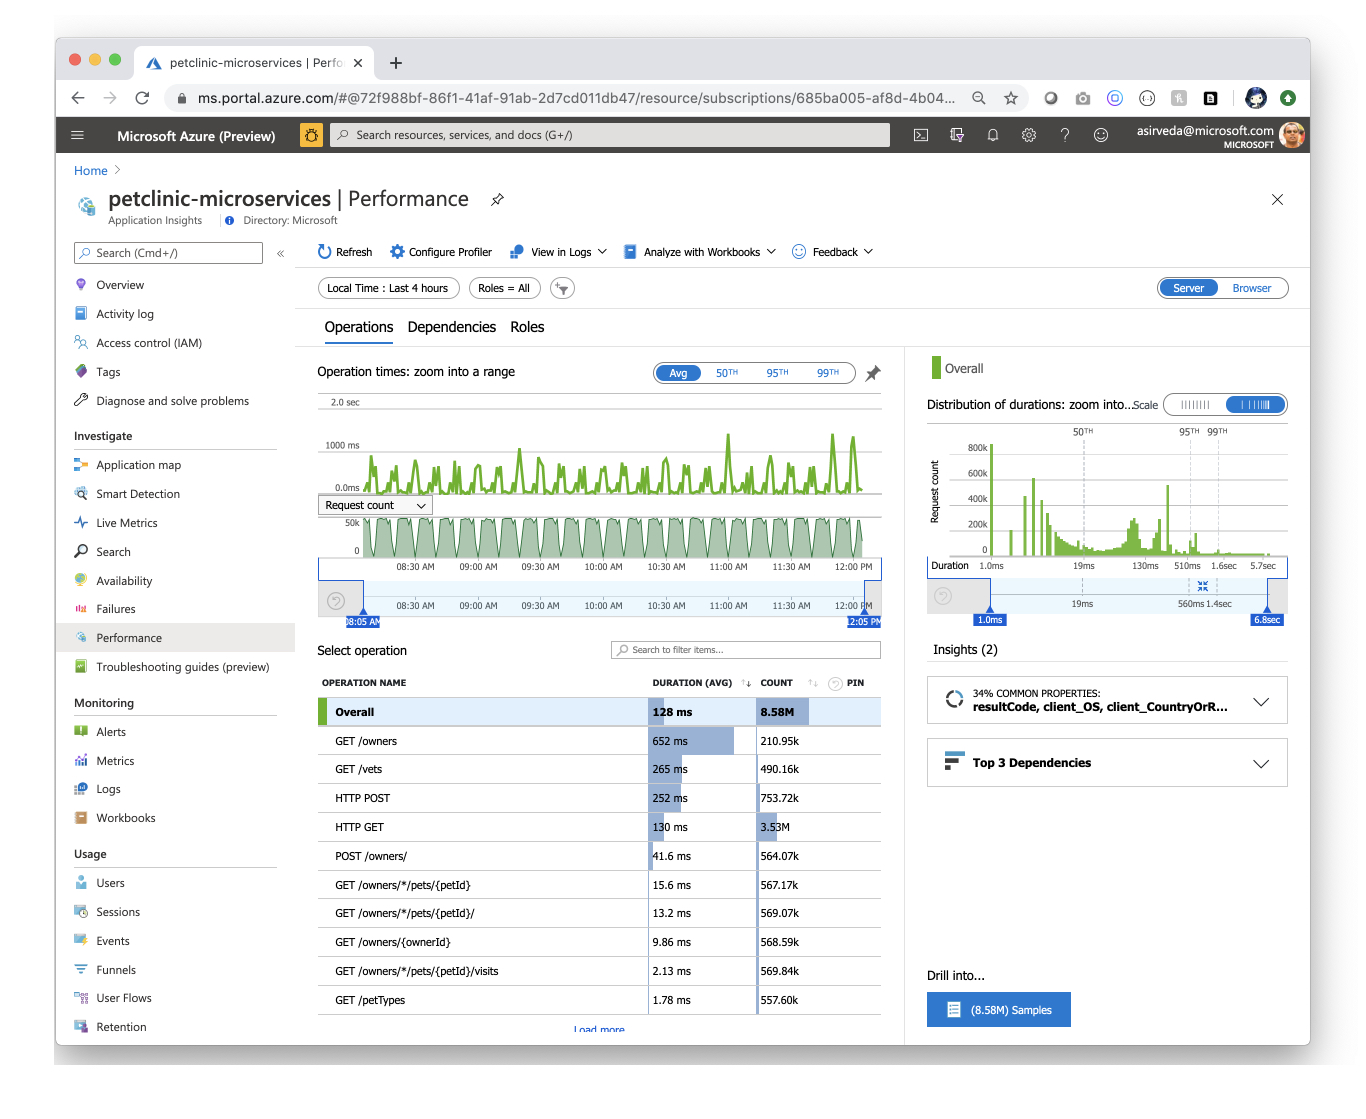 petclinic-microservices | Perfo
ms.portal.azure.com/#@72f988bf-86f1-41af-91ab-2d7cd011db47/resource/subscriptions/685ba005-af8d-4b04...
Microsoft Azure (Preview)
Search resources, services, and docs (G+/)
asirveda@microsoft.com
MICROSOFT
Home
petclinic-microservices | Performance
Application Insights
Directory: Microsoft
Search (Cmd+/)
«
Refresh
Configure Profiler
View in Logs
Analyze with Workbooks
Feedback
Local Time : Last 4 hours
Roles = All
Server
Browser
Overview
Activity log
Access control (IAM)
Tags
Diagnose and solve problems
Investigate
Application map
Smart Detection
Live Metrics
Search
Availability
Failures
Performance
Troubleshooting guides (preview)
Monitoring
Alerts
Metrics
Logs
Workbooks
Usage
Users
Sessions
Events
Funnels
User Flows
Retention
Operations
Dependencies
Roles
Operation times: zoom into a range
Avg
50TH
95TH
99TH
2.0 sec
1000 ms
0.0ms
Request count
50k
0
08:30 AM 09:00 AM 09:30 AM 10:00 AM 10:30 AM 11:00 AM 11:30 AM 12:00 PM
08:30 AM 09:00 AM 09:30 AM 10:00 AM 10:30 AM 11:00 AM 11:30 AM 12:00 PM
08:05 AM
12:05 PM
Select operation
Search to filter items...
OPERATION NAME DURATION (AVG) COUNT PIN
Overall 128 ms 8.58M
GET /owners 652 ms 210.95k
GET /vets 265 ms 490.16k
HTTP POST 252 ms 753.72k
HTTP GET 130 ms 3.53M
POST /owners/ 41.6 ms 564.07k
GET /owners/*/pets/{petId} 15.6 ms 567.17k
GET /owners/*/pets/{petId}/ 13.2 ms 569.07k
GET /owners/{ownerId} 9.86 ms 568.59k
GET /owners/*/pets/{petId}/visits 2.13 ms 569.84k
GET /petTypes 1.78 ms 557.60k
Load more
Overall
Distribution of durations: zoom into...
Scale
50TH 95TH 99TH
800k
600k
400k
200k
0
Request count
Duration 1.0ms 19ms 130ms 510ms 1.6sec 5.7sec
19ms 560ms 1.4sec
1.0ms
6.8sec
Insights (2)
34% COMMON PROPERTIES:
resultCode, client_OS, client_CountryOrR...
Top 3 Dependencies
Drill into...
(8.58M) Samples